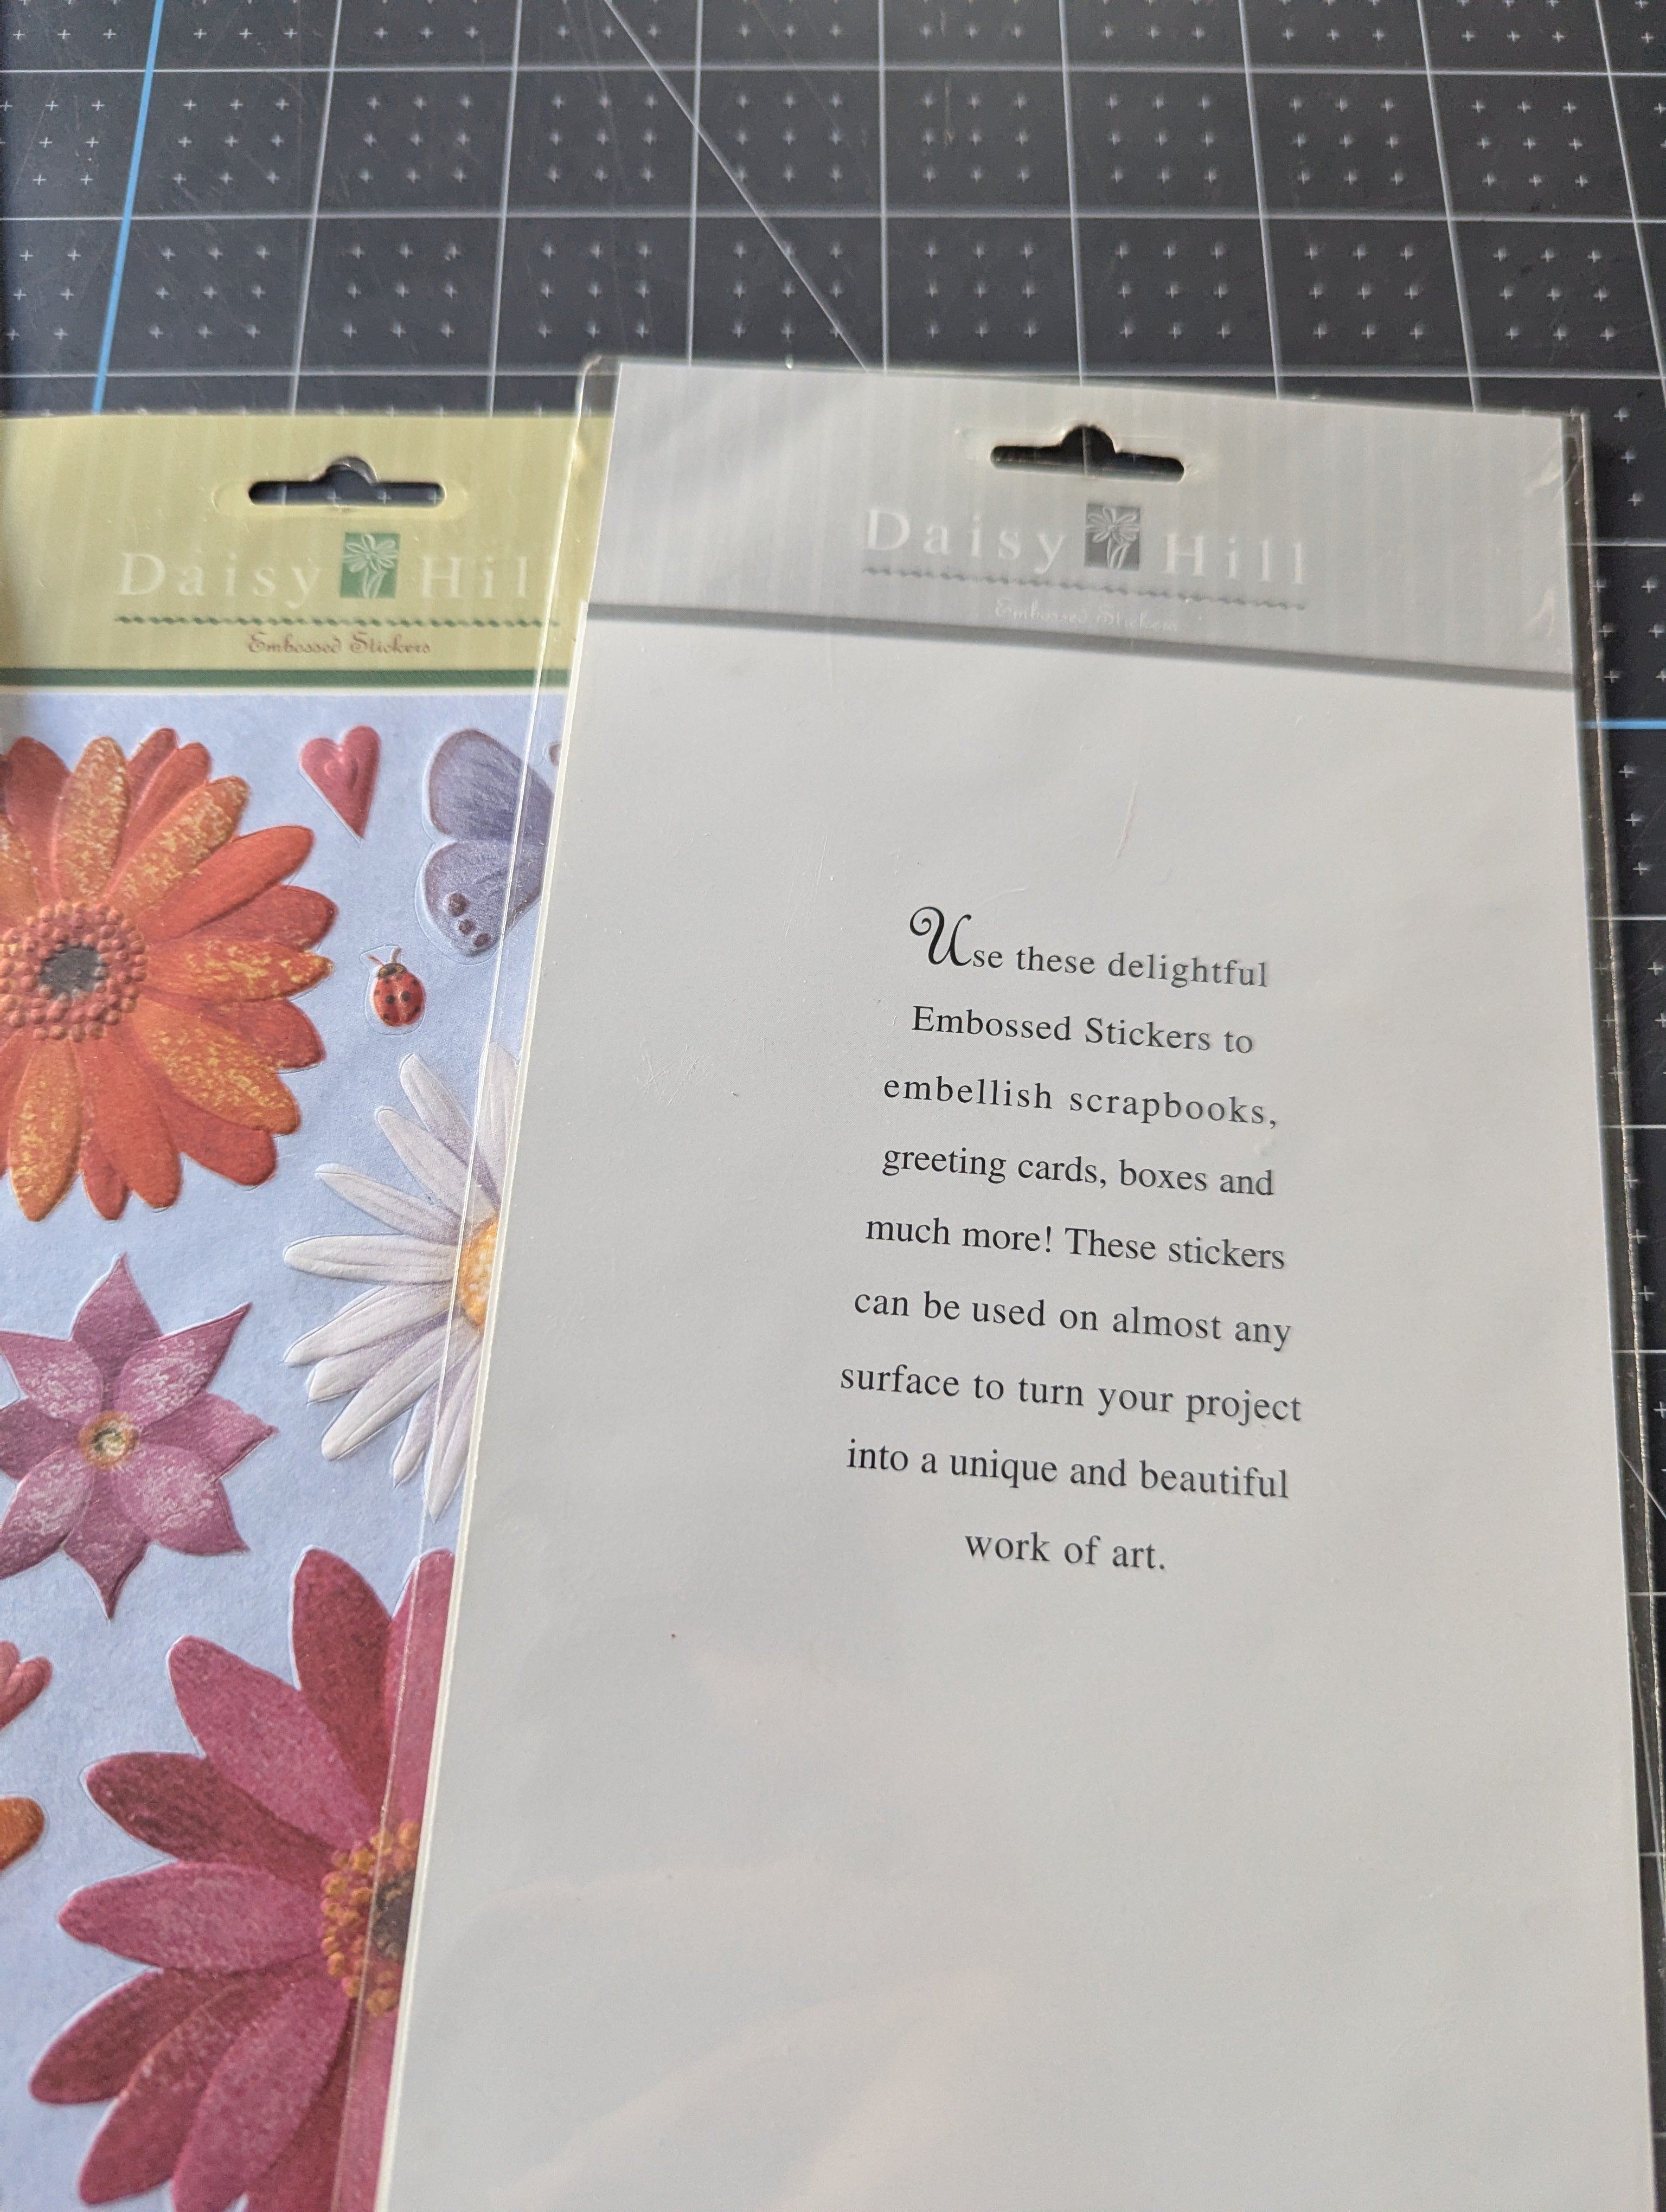 Daisy Hil
Embossed Stickers
Daisy Hill
Embossed Stickers
Use these delightful
Embossed Stickers to
embellish scrapbooks,
greeting cards, boxes and
much more! These stickers
can be used on almost any
surface to turn your project
into a unique and beautiful
work of art.